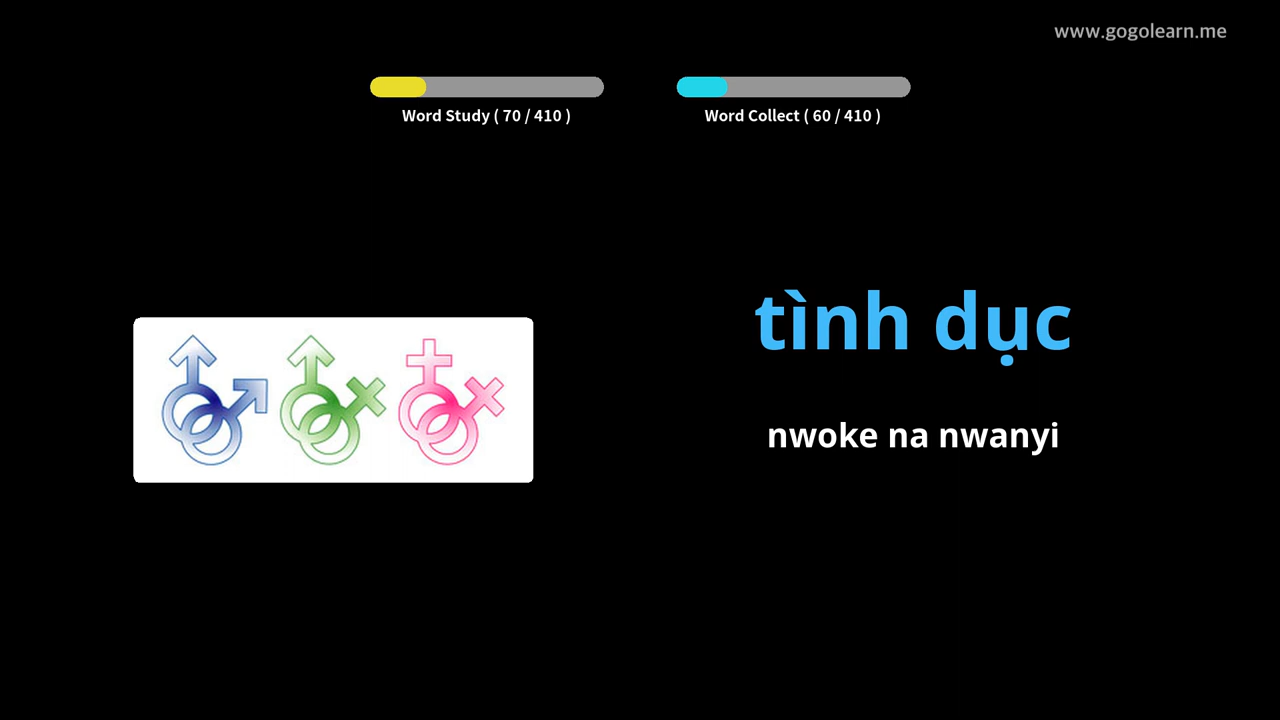 www.gogolearn.me
Word Study ( 70 / 410 )
Word Collect ( 60 / 410 )
tình dục
nwoke na nwanyi